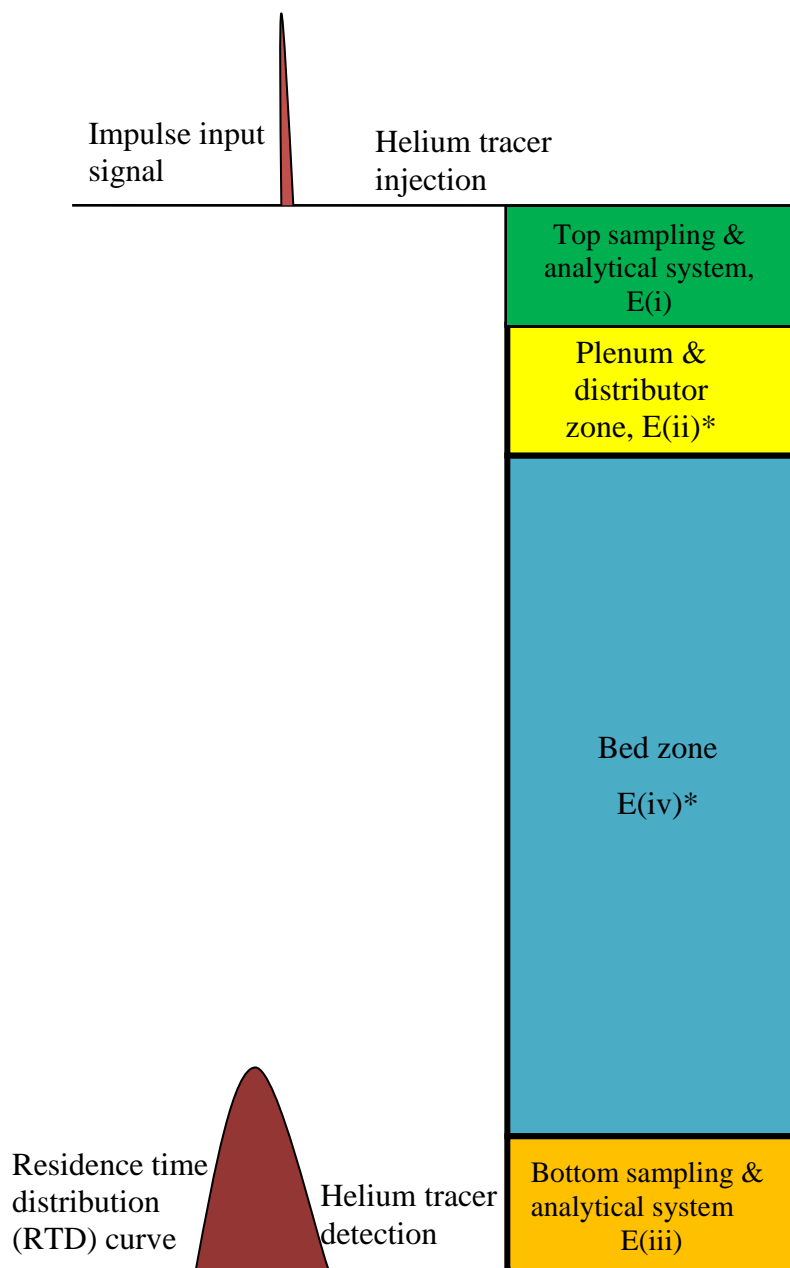 Impulse input
signal
Helium tracer
injection
Top sampling &
analytical system,
E(i)
Plenum &
distributor
zone, E(ii)*
Bed zone
E(iv)*
Residence time
distribution
(RTD) curve
Helium tracer
detection
Bottom sampling &
analytical system
E(iii)